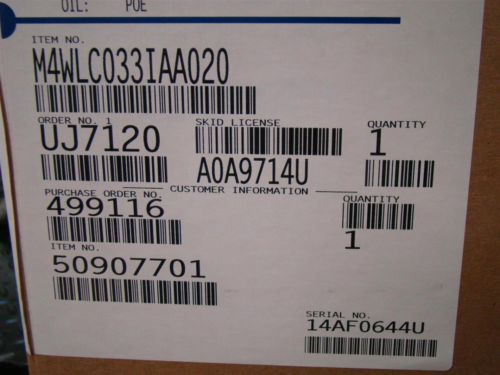 OIL: POE
ITEM NO.
M4WLC033IAA020
ORDER NO. 1 SKID LICENSE QUANTITY
UJ7120 1
A0A9714U
CUSTOMER INFORMATION
PURCHASE ORDER NO. QUANTITY
499116
1
ITEM NO.
50907701
SERIAL NO.
14AF0644U